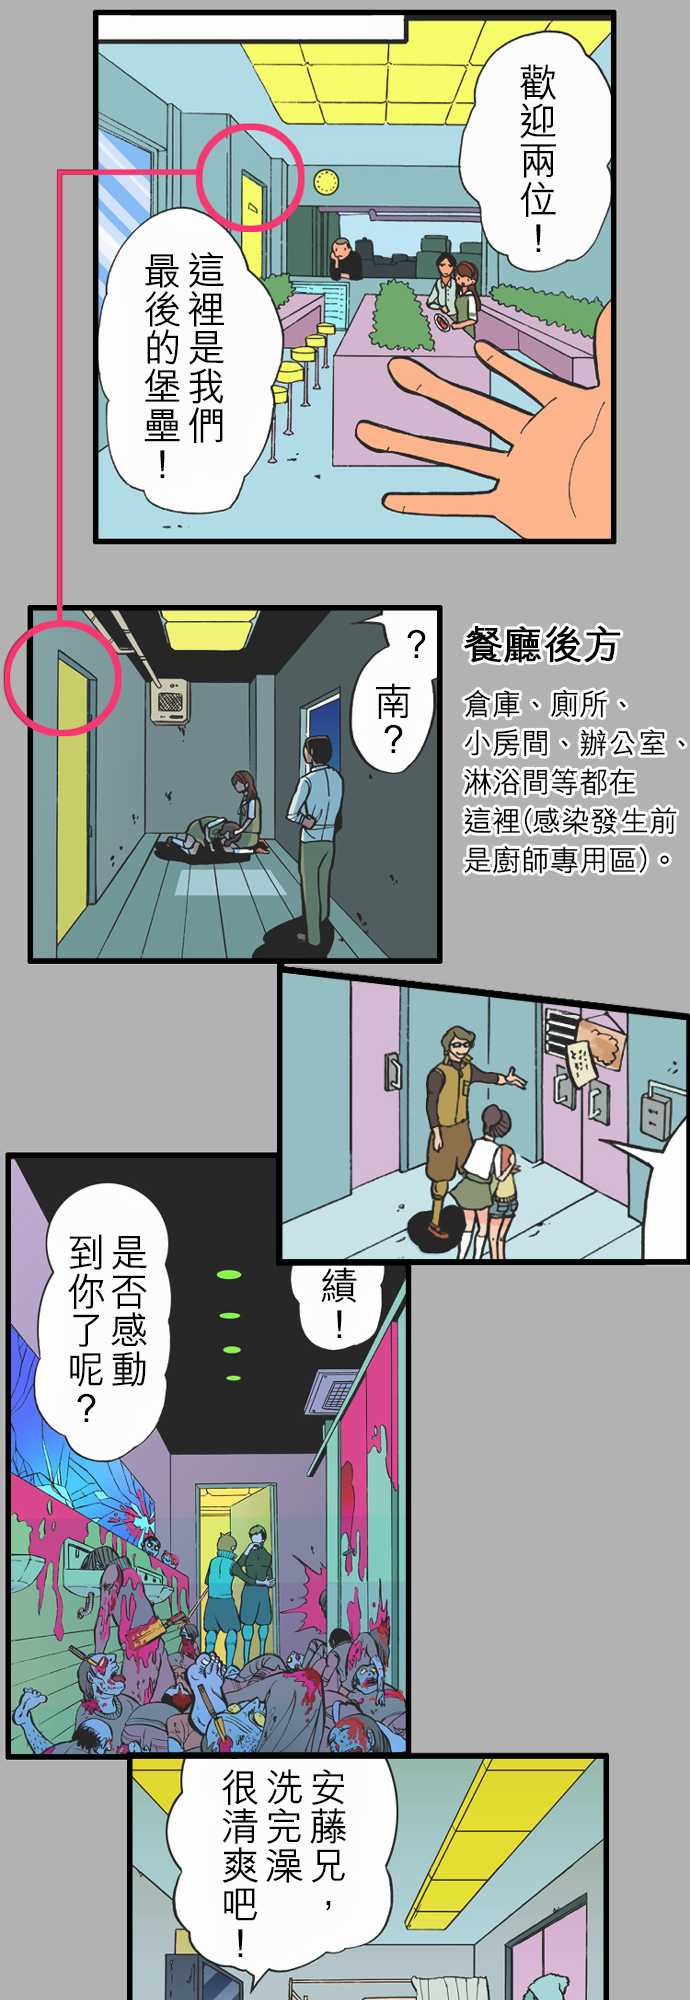 歡迎兩位！
這裡是我們
最後的堡壘！
？
南？
餐廳後方
倉庫、廁所、
小房間、辦公室、
淋浴間等都在
這裡(感染發生前
是廚師專用區)。
績！
是否感動
到你了呢？
安藤兄，
洗完澡
很清爽吧！